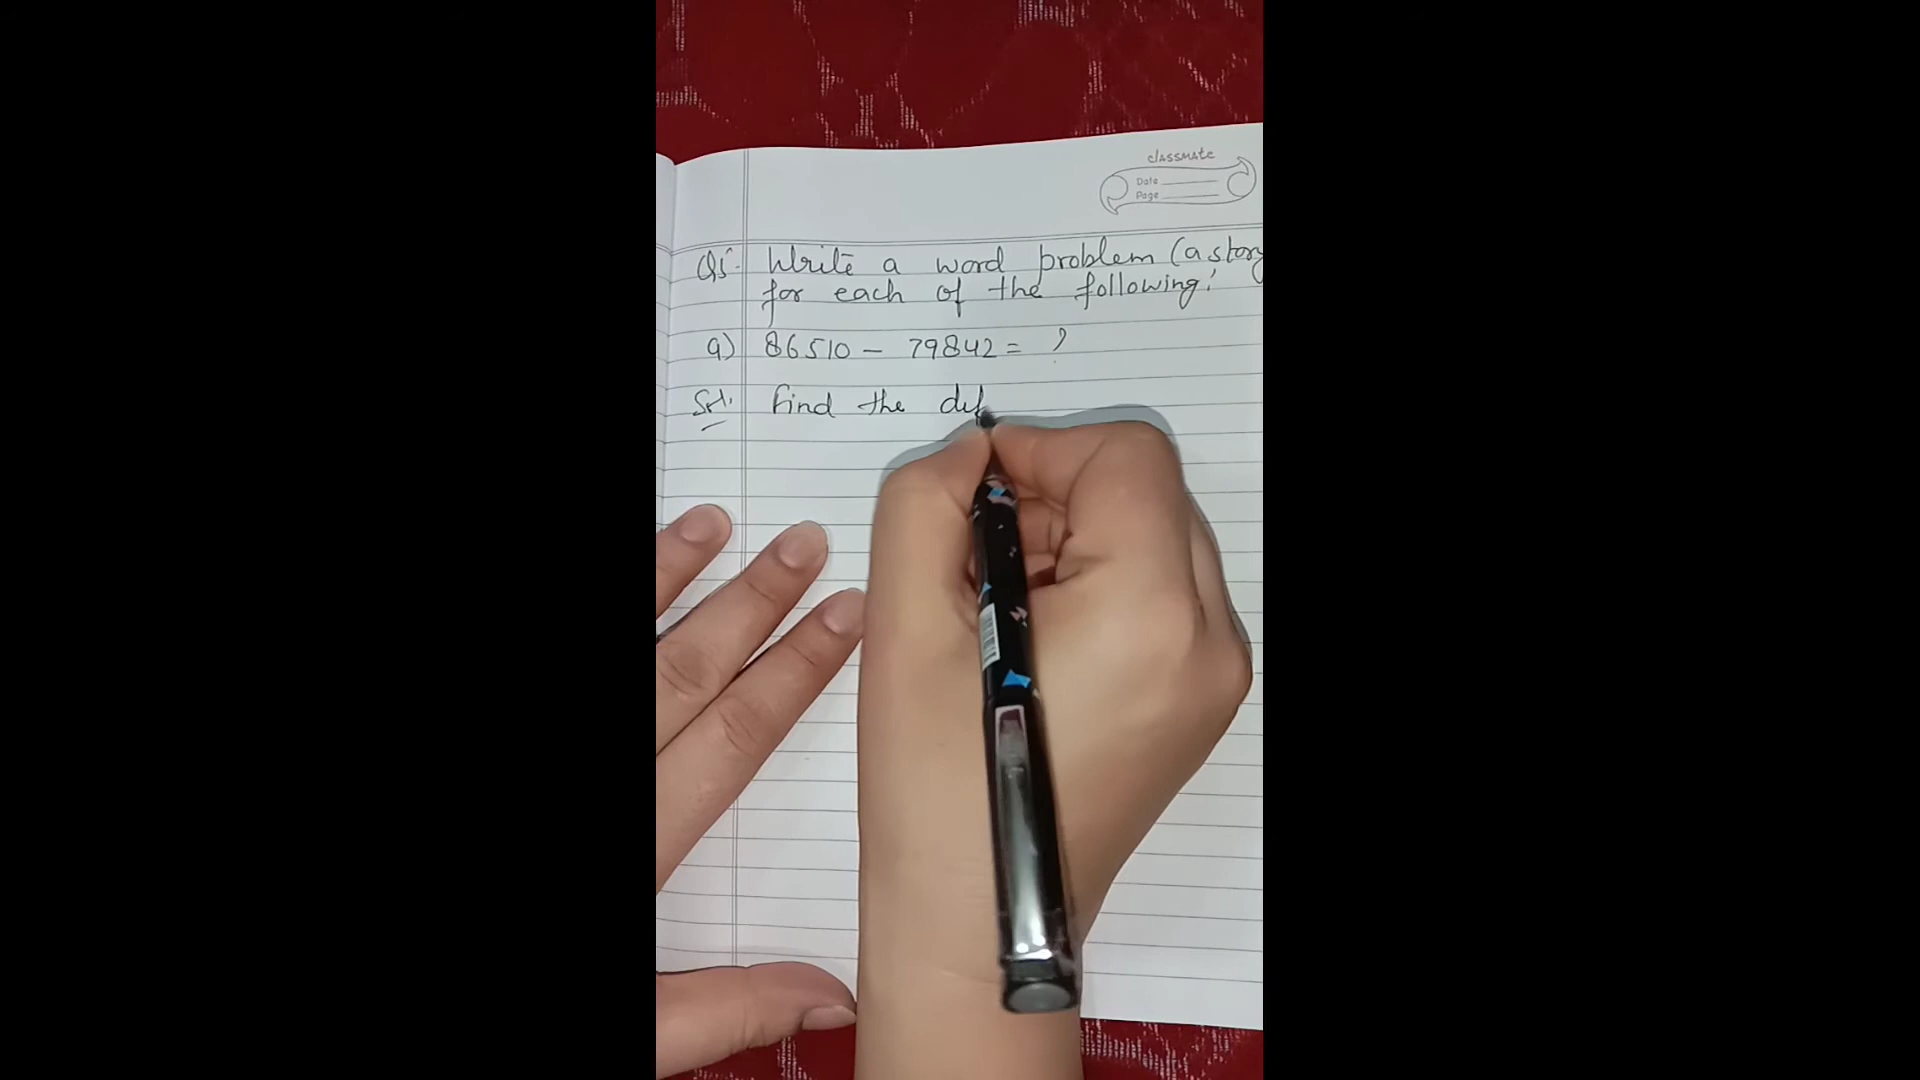 classmate
Date
Page
Q5. Write a word problem (a story
for each of the following:
a) 86510 - 79842 = ?
Sol. Find the dif